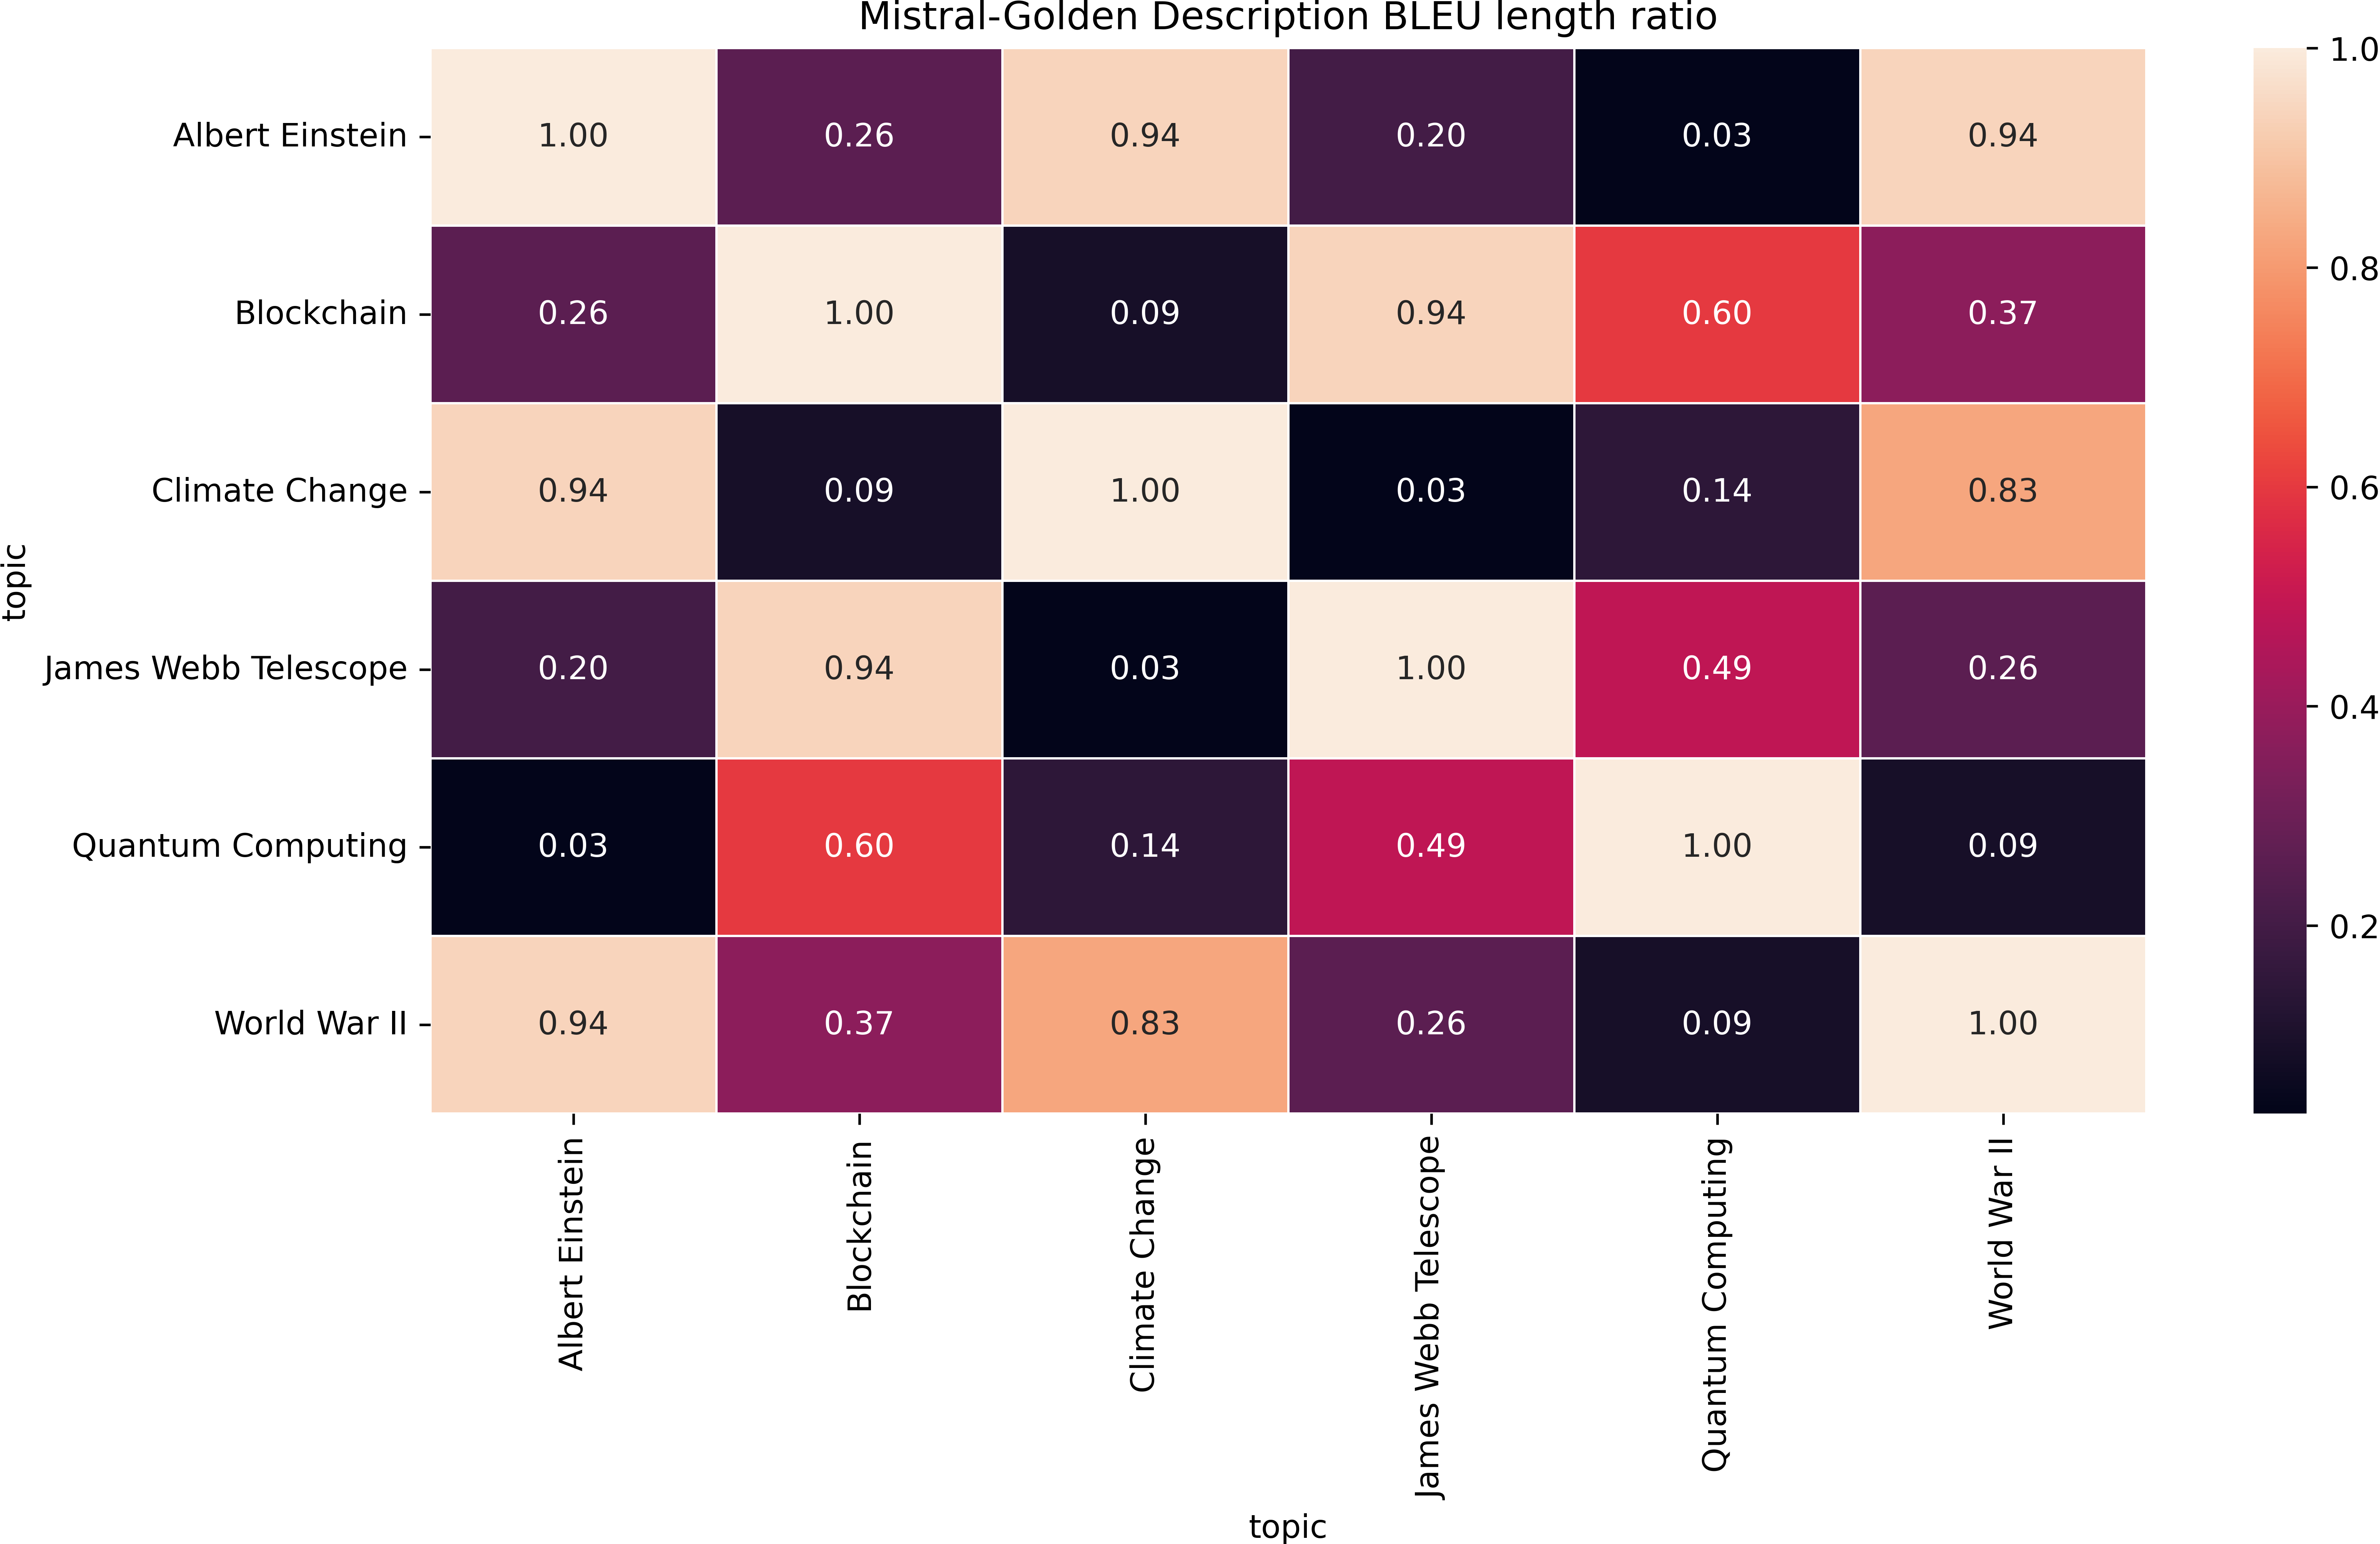 Mistral-Golden Description BLEU length ratio
topic
Albert Einstein 1.00 0.26 0.94 0.20 0.03 0.94
Blockchain 0.26 1.00 0.09 0.94 0.60 0.37
Climate Change 0.94 0.09 1.00 0.03 0.14 0.83
James Webb Telescope 0.20 0.94 0.03 1.00 0.49 0.26
Quantum Computing 0.03 0.60 0.14 0.49 1.00 0.09
World War II 0.94 0.37 0.83 0.26 0.09 1.00
Albert Einstein
Blockchain
Climate Change
James Webb Telescope
Quantum Computing
World War II
topic
1.0
0.8
0.6
0.4
0.2